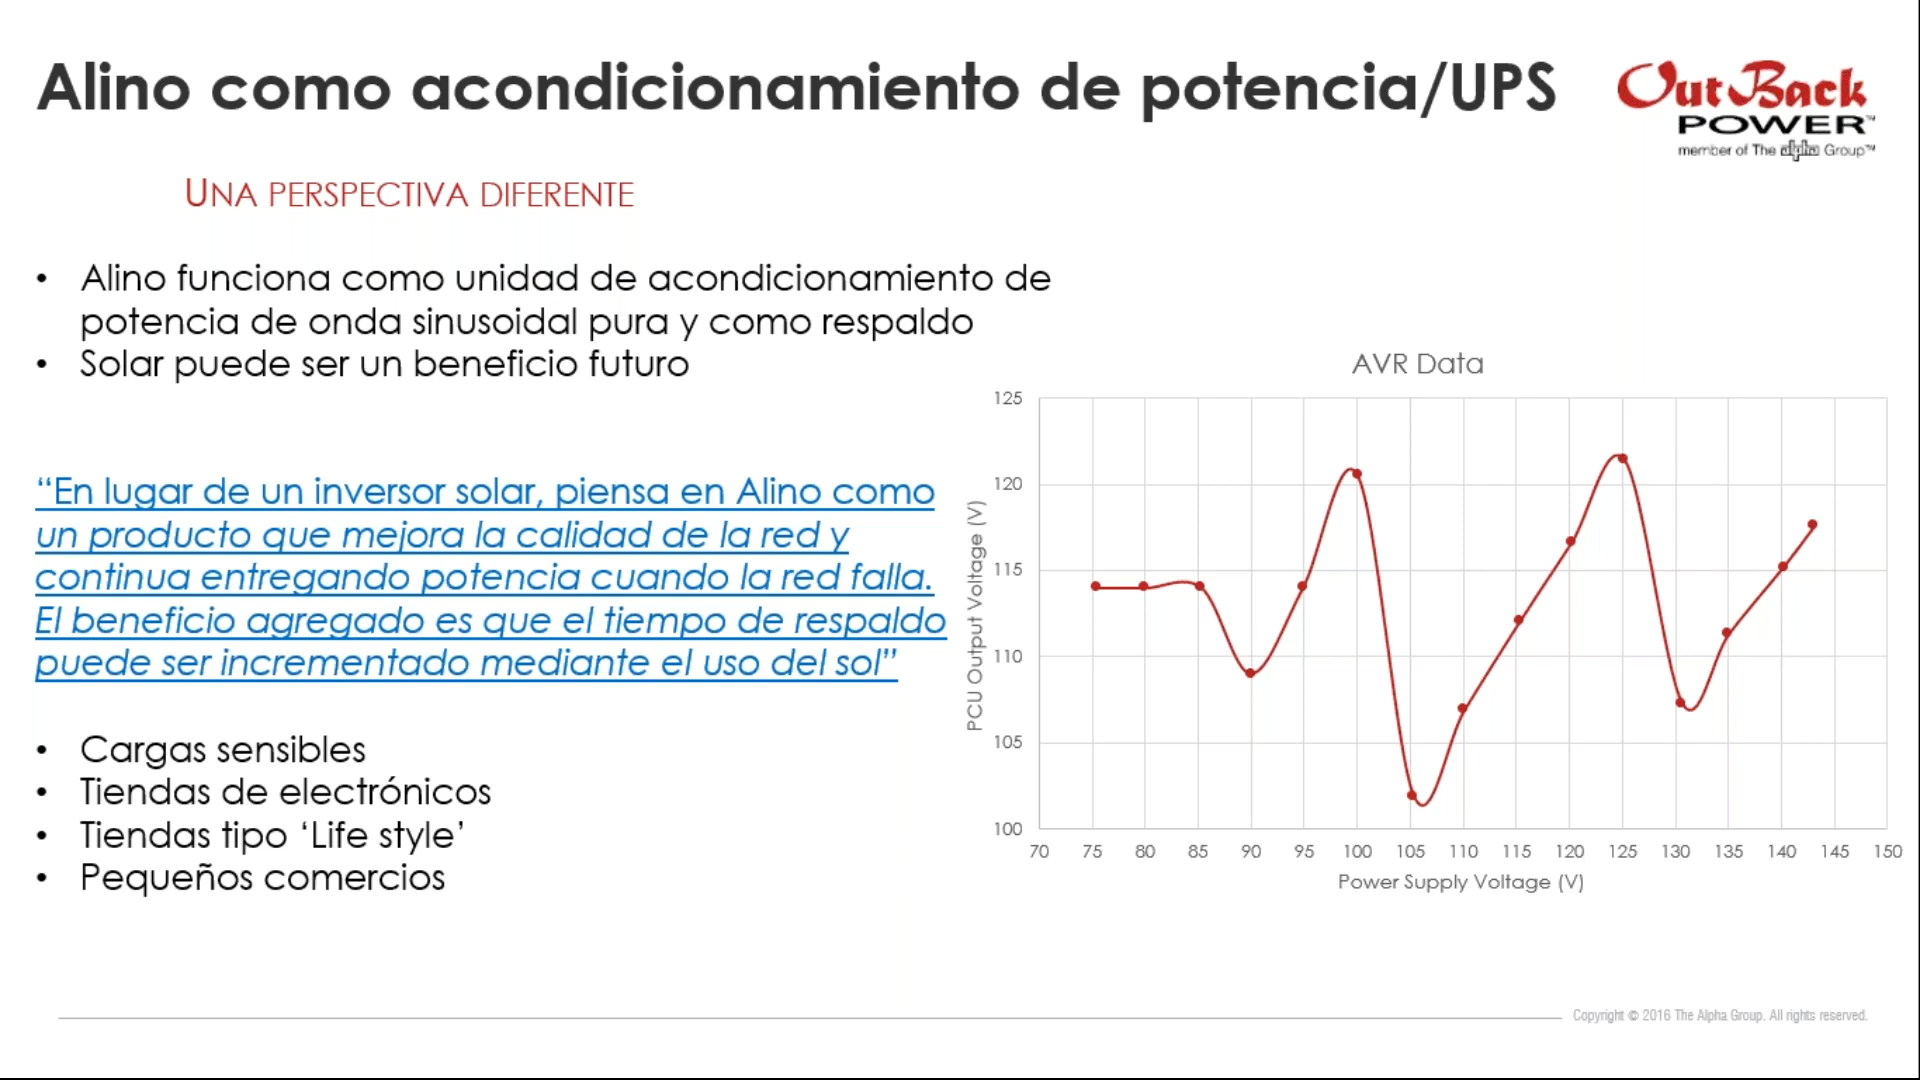 Alino como acondicionamiento de potencia/UPS
OutBack
POWER™
member of The alpha Group™
UNA PERSPECTIVA DIFERENTE
• Alino funciona como unidad de acondicionamiento de
potencia de onda sinusoidal pura y como respaldo
• Solar puede ser un beneficio futuro
“En lugar de un inversor solar, piensa en Alino como
un producto que mejora la calidad de la red y
continua entregando potencia cuando la red falla.
El beneficio agregado es que el tiempo de respaldo
puede ser incrementado mediante el uso del sol”
• Cargas sensibles
• Tiendas de electrónicos
• Tiendas tipo ‘Life style’
• Pequeños comercios
AVR Data
PCU Output Voltage (V)
125
120
115
110
105
100
70 75 80 85 90 95 100 105 110 115 120 125 130 135 140 145 150
Power Supply Voltage (V)
Copyright © 2016 The Alpha Group. All rights reserved.